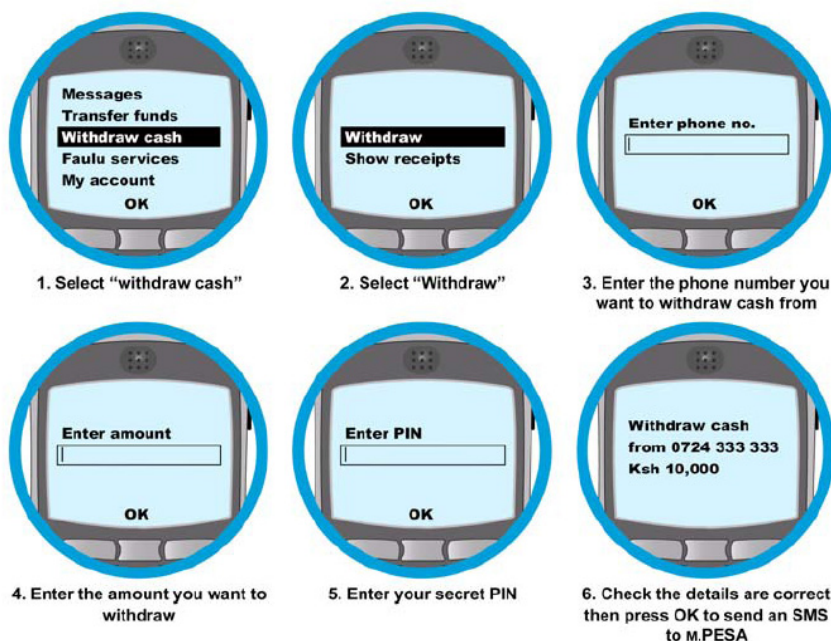 Messages
Transfer funds
Withdraw cash
Faulu services
My account
OK
1. Select “withdraw cash”
Withdraw
Show receipts
OK
2. Select “Withdraw”
Enter phone no.
OK
3. Enter the phone number you
want to withdraw cash from
Enter amount
OK
4. Enter the amount you want to
withdraw
Enter PIN
OK
5. Enter your secret PIN
Withdraw cash
from 0724 333 333
Ksh 10,000
6. Check the details are correct
then press OK to send an SMS
to M.PESA